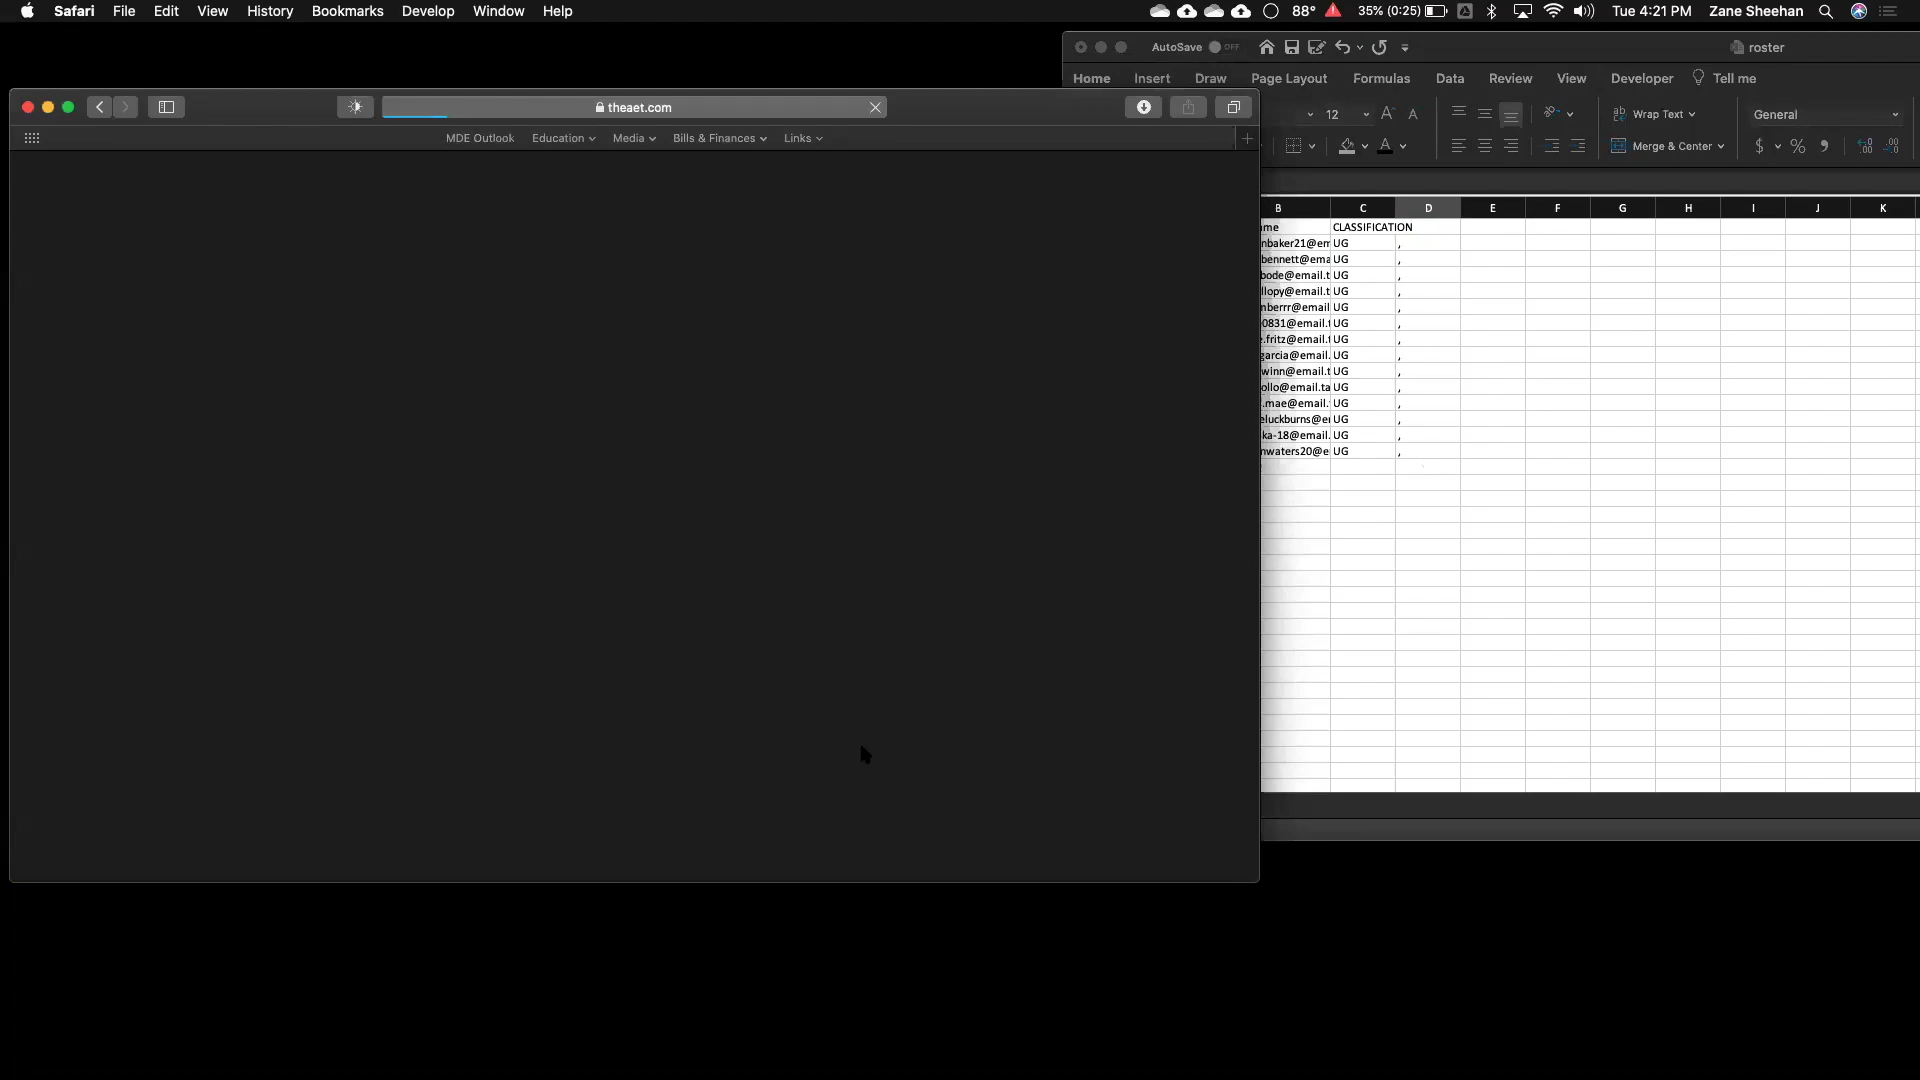 Safari File Edit View History Bookmarks Develop Window Help 88° 35% (0:25) Tue 4:21 PM Zane Sheehan
AutoSave OFF roster
Home Insert Draw Page Layout Formulas Data Review View Developer Tell me
theaet.com
12 Wrap Text General
MDE Outlook Education Media Bills & Finances Links
Merge & Center $ %
B C D E F G H I J K
CLASSIFICATION
nbaker21@em UG ,
bennett@ema UG ,
bode@email.t UG ,
llopy@email.t UG ,
nberrr@email UG ,
0831@email. UG ,
.fritz@email. UG ,
garcia@email. UG ,
winn@email.t UG ,
ollo@email.ta UG ,
.mae@email. UG ,
eluckburns@e UG ,
ka-18@email. UG ,
nwaters20@e UG ,